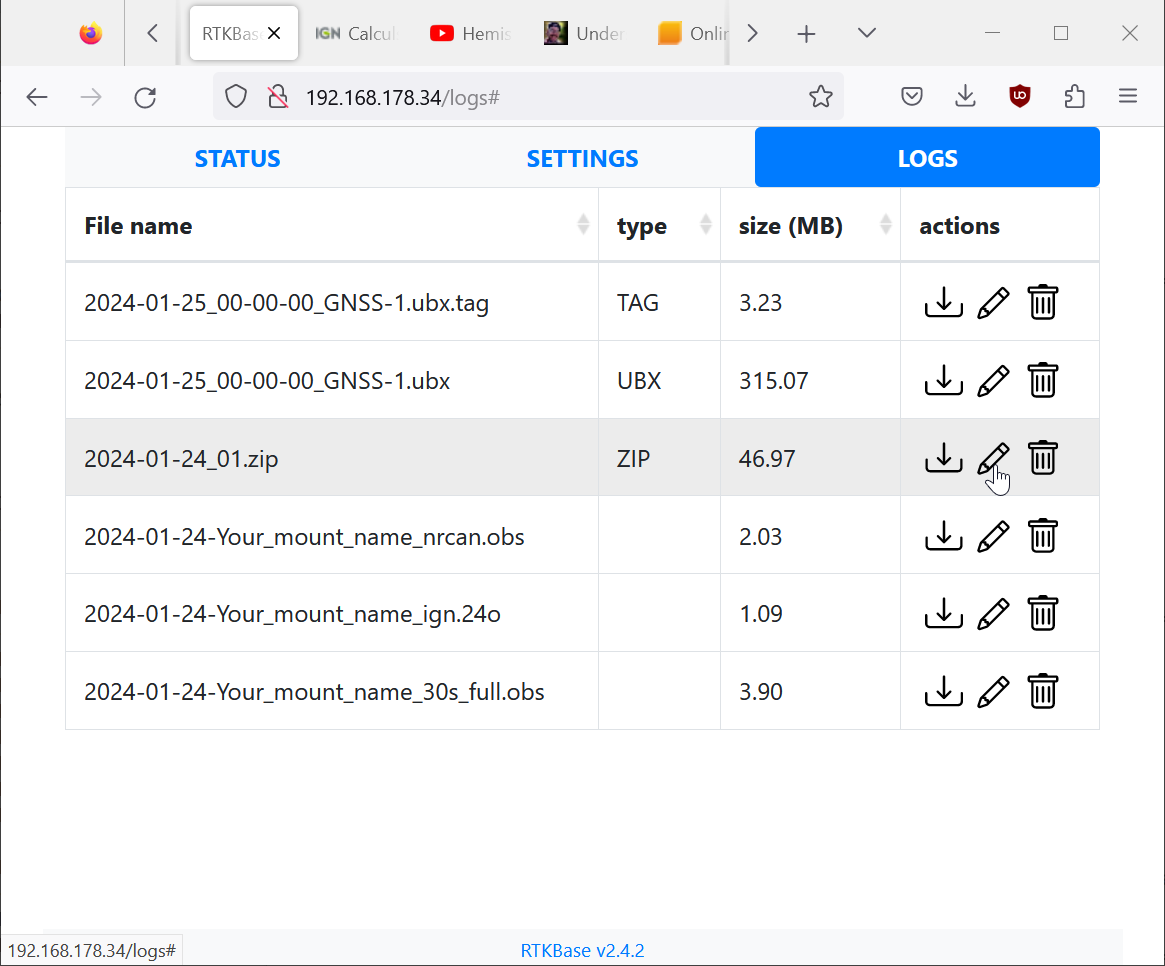 RTKBas
IGN Calcul
Hemis
Under
Onlin
192.168.178.34/logs#
STATUS SETTINGS LOGS
File name type size (MB) actions
2024-01-25_00-00-00_GNSS-1.ubx.tag TAG 3.23
2024-01-25_00-00-00_GNSS-1.ubx UBX 315.07
2024-01-24_01.zip ZIP 46.97
2024-01-24-Your_mount_name_nrcan.obs 2.03
2024-01-24-Your_mount_name_ign.24o 1.09
2024-01-24-Your_mount_name_30s_full.obs 3.90
192.168.178.34/logs#
RTKBase v2.4.2